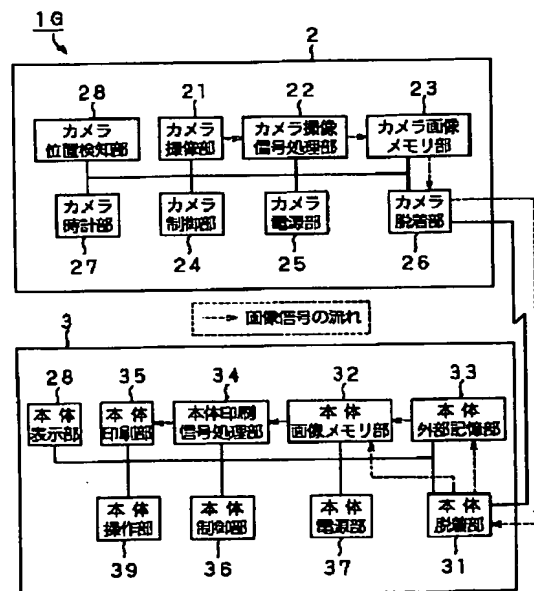 1G
2
28
21
22
23
カメラ
位置検知部
カメラ
撮像部
カメラ撮像
信号処理部
カメラ画像
メモリ部
カメラ
時計部
カメラ
制御部
カメラ
電源部
カメラ
脱着部
27
24
25
26
画像信号の流れ
3
28
35
34
32
33
本体
表示部
本体
印刷部
本体印刷
信号処理部
本体
画像メモリ部
本体
外部記憶部
本体
操作部
本体
制御部
本体
電源部
本体
脱着部
39
36
37
31